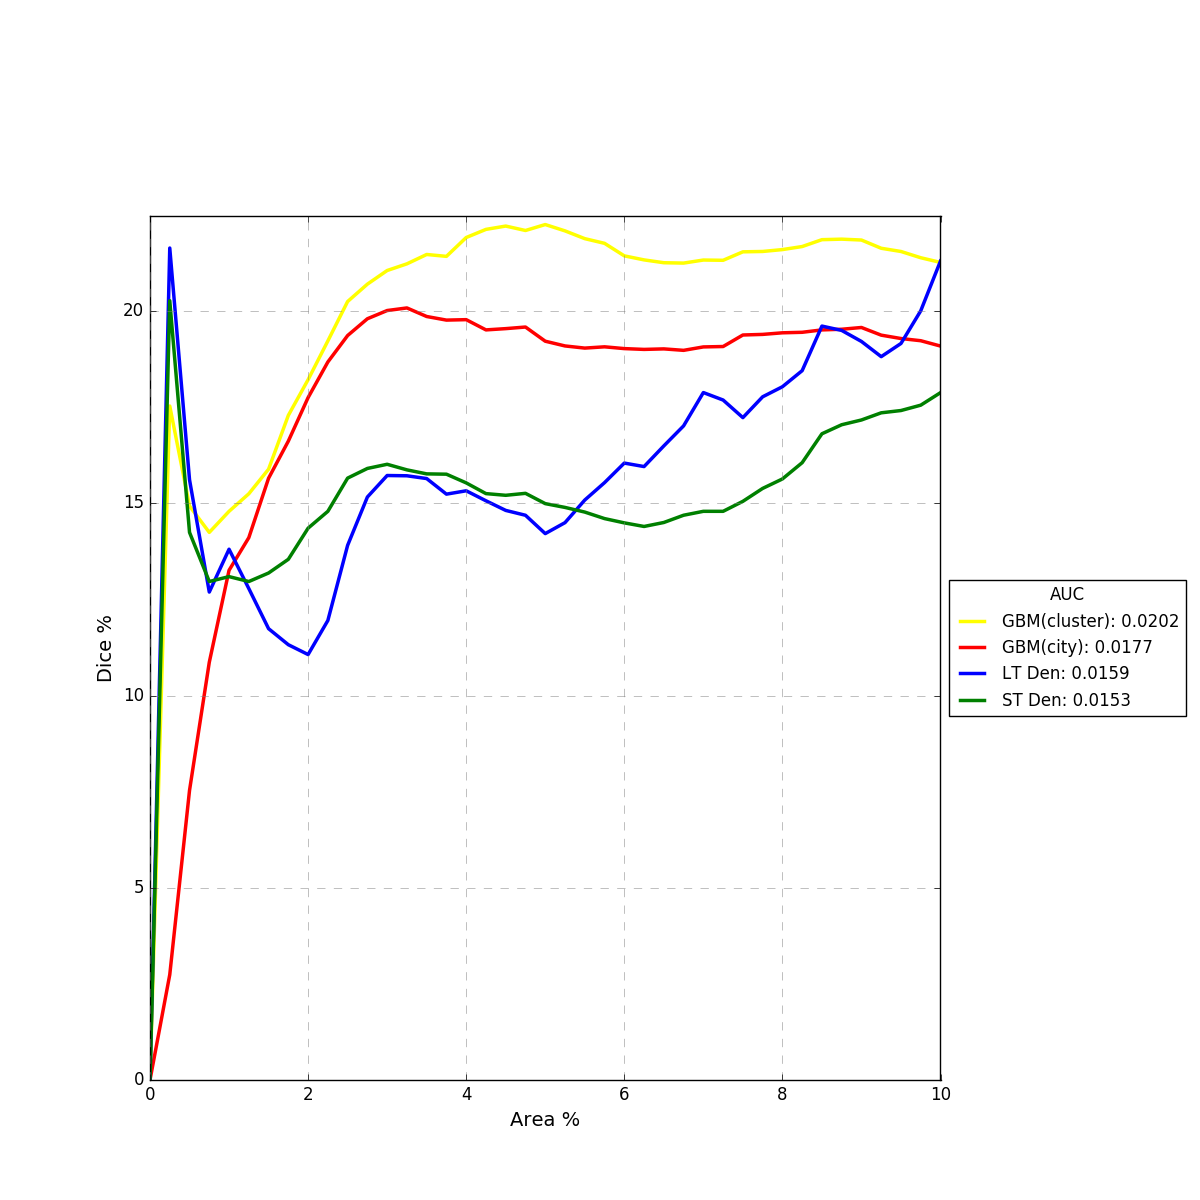 20
15
10
5
0
0 2 4 6 8 10
Dice %
Area %
AUC
GBM(cluster): 0.0202
GBM(city): 0.0177
LT Den: 0.0159
ST Den: 0.0153